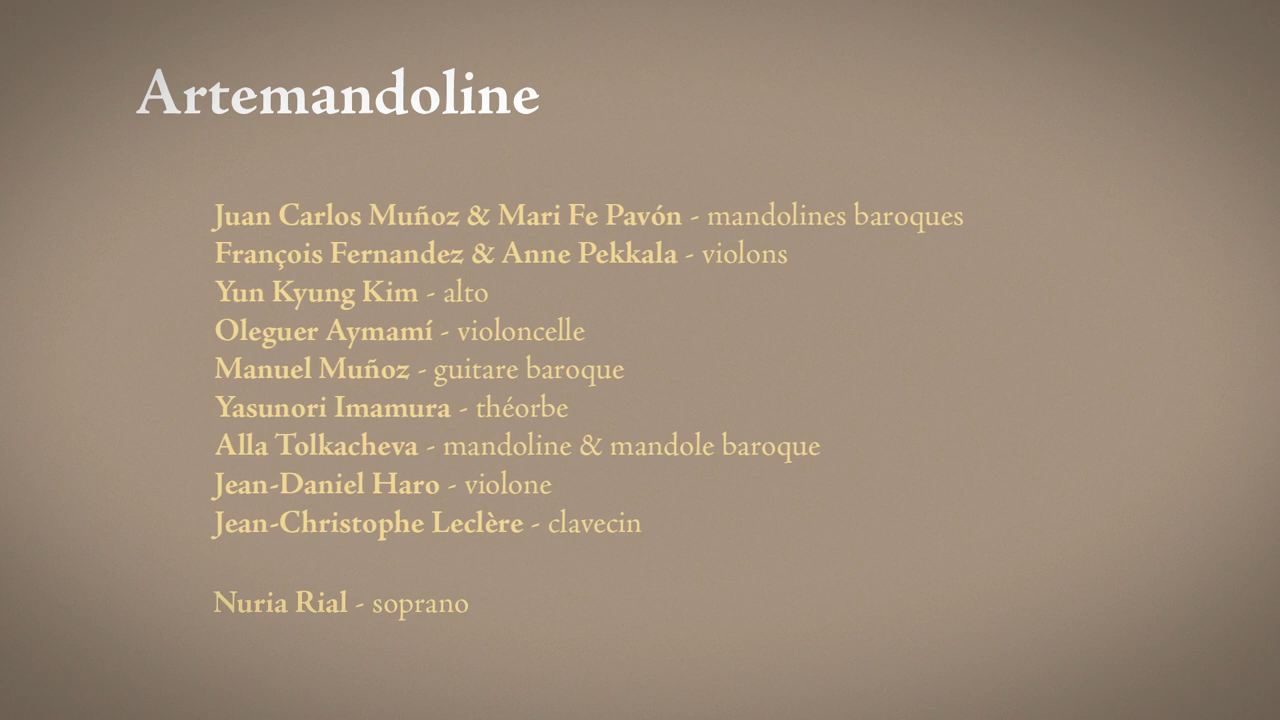 Artemandoline
Juan Carlos Muñoz & Mari Fe Pavón - mandolines baroques
François Fernandez & Anne Pekkala - violons
Yun Kyung Kim - alto
Oleguer Aymamí - violoncelle
Manuel Muñoz - guitare baroque
Yasunori Imamura - théorbe
Alla Tolkacheva - mandoline & mandole baroque
Jean-Daniel Haro - violone
Jean-Christophe Leclère - clavecin
Nuria Rial - soprano